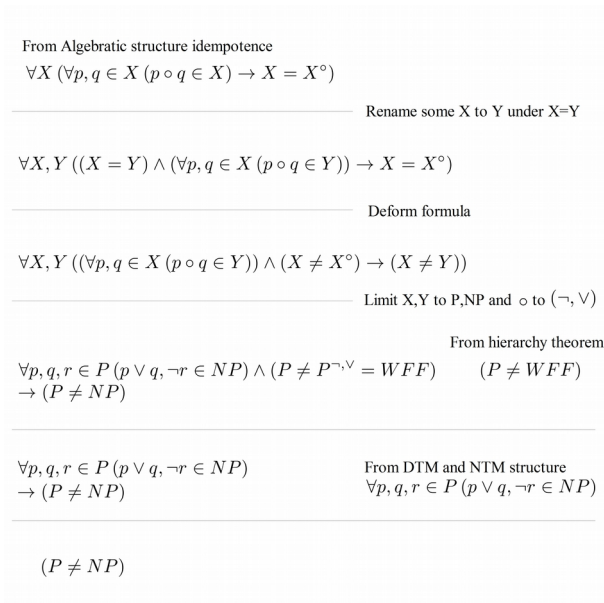 From Algebratic structure idempotence
∀X (∀p, q ∈ X (p ∘ q ∈ X) → X = X°)
Rename some X to Y under X=Y
∀X, Y ((X = Y) ∧ (∀p, q ∈ X (p ∘ q ∈ Y)) → X = X°)
Deform formula
∀X, Y ((∀p, q ∈ X (p ∘ q ∈ Y)) ∧ (X ≠ X°) → (X ≠ Y))
Limit X,Y to P,NP and ∘ to (¬, ∨)
From hierarchy theorem
∀p, q, r ∈ P (p ∨ q, ¬r ∈ NP) ∧ (P ≠ P^{¬,∨} = WFF) (P ≠ WFF)
→ (P ≠ NP)
∀p, q, r ∈ P (p ∨ q, ¬r ∈ NP)
→ (P ≠ NP)
From DTM and NTM structure
∀p, q, r ∈ P (p ∨ q, ¬r ∈ NP)
(P ≠ NP)